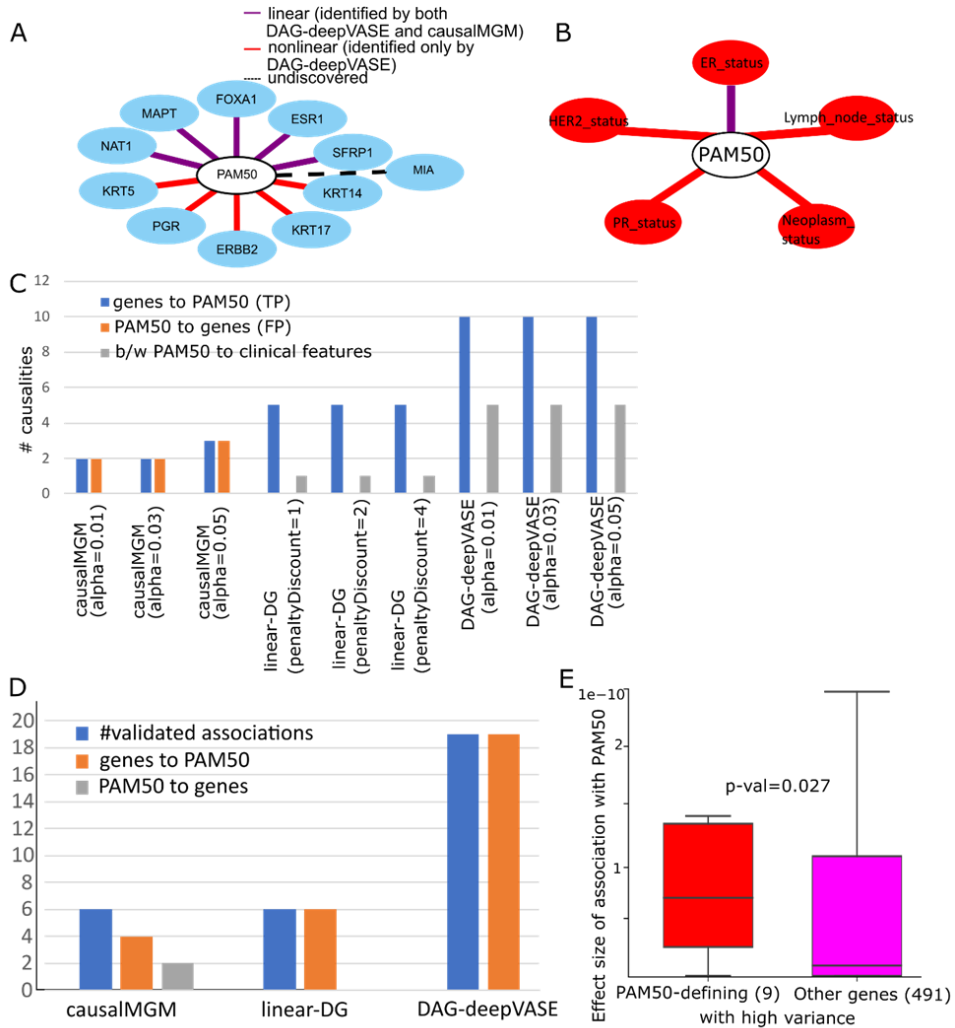 A
linear (identified by both
DAG-deepVASE and causalMGM)
nonlinear (identified only by
DAG-deepVASE)
undiscovered
FOXA1
MAPT
ESR1
NAT1
SFRP1
MIA
PAM50
KRT5
KRT14
PGR
KRT17
ERBB2
B
ER_status
HER2_status
Lymph_node_status
PAM50
PR_status
Neoplasm_
status
C
12
10
8
6
4
2
0
# causalities
genes to PAM50 (TP)
PAM50 to genes (FP)
b/w PAM50 to clinical features
causalMGM
(alpha=0.01)
causalMGM
(alpha=0.03)
causalMGM
(alpha=0.05)
linear-DG
(penaltyDiscount=1)
linear-DG
(penaltyDiscount=2)
linear-DG
(penaltyDiscount=4)
DAG-deepVASE
(alpha=0.01)
DAG-deepVASE
(alpha=0.03)
DAG-deepVASE
(alpha=0.05)
D
20
18
16
14
12
10
8
6
4
2
0
#validated associations
genes to PAM50
PAM50 to genes
causalMGM
linear-DG
DAG-deepVASE
E
1e-10
2
1
Effect size of association with PAM50
p-val=0.027
PAM50-defining (9)
Other genes (491)
with high variance